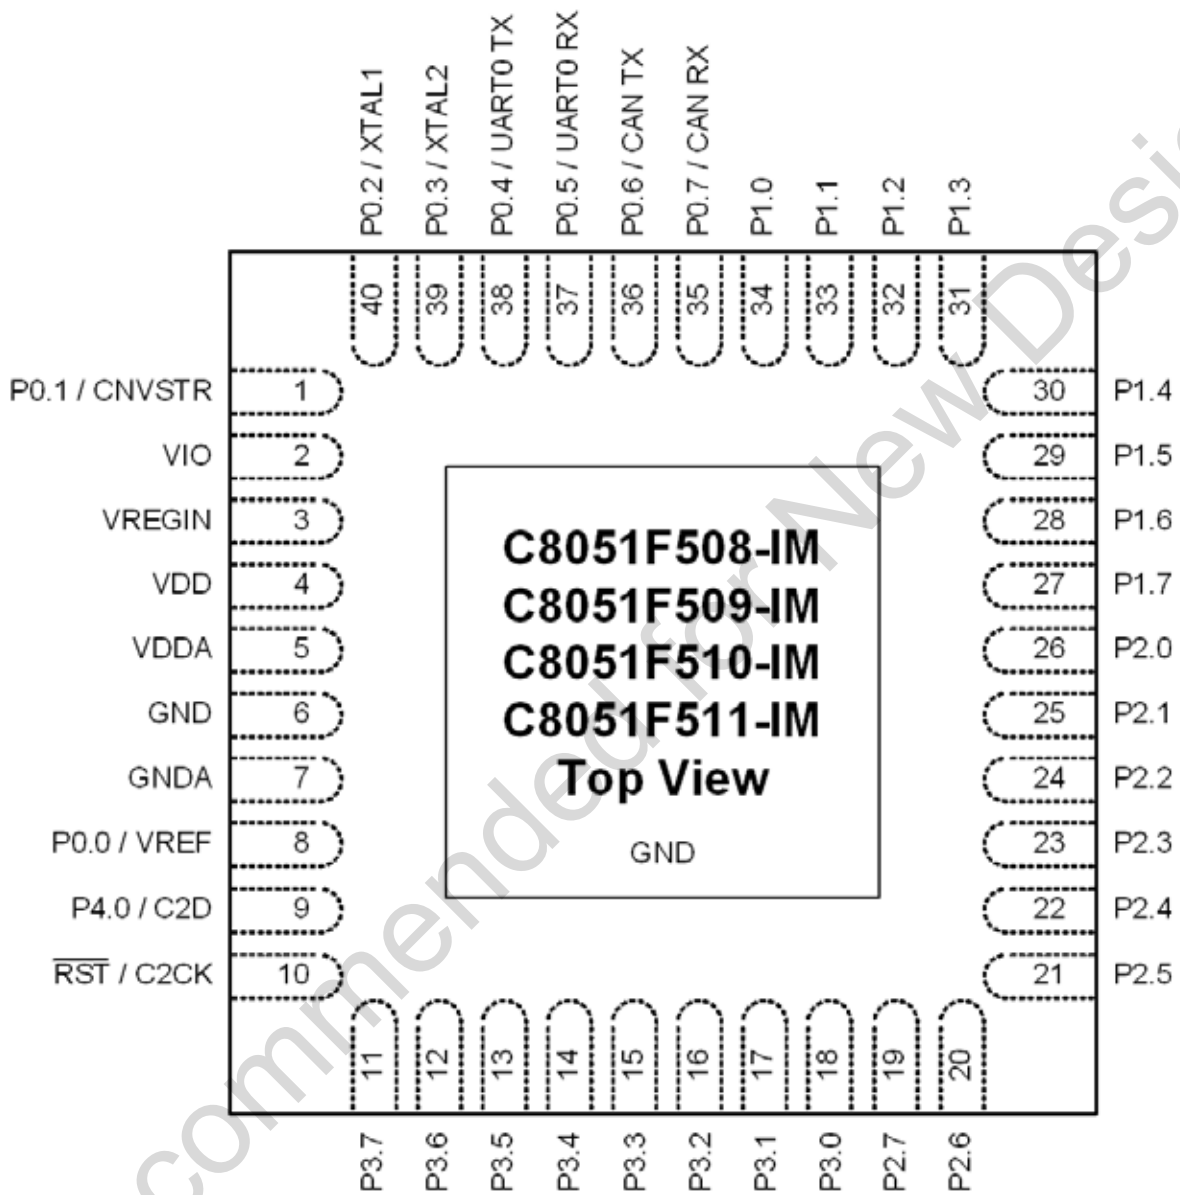 P0.2 / XTAL1
P0.3 / XTAL2
P0.4 / UART0 TX
P0.5 / UART0 RX
P0.6 / CAN TX
P0.7 / CAN RX
P1.0
P1.1
P1.2
P1.3
40
39
38
37
36
35
34
33
32
31
P0.1 / CNVSTR 1
VIO 2
VREGIN 3
VDD 4
VDDA 5
GND 6
GNDA 7
P0.0 / VREF 8
P4.0 / C2D 9
RST / C2CK 10
C8051F508-IM
C8051F509-IM
C8051F510-IM
C8051F511-IM
Top View
GND
30 P1.4
29 P1.5
28 P1.6
27 P1.7
26 P2.0
25 P2.1
24 P2.2
23 P2.3
22 P2.4
21 P2.5
11
12
13
14
15
16
17
18
19
20
P3.7
P3.6
P3.5
P3.4
P3.3
P3.2
P3.1
P3.0
P2.7
P2.6
commended for New Desi